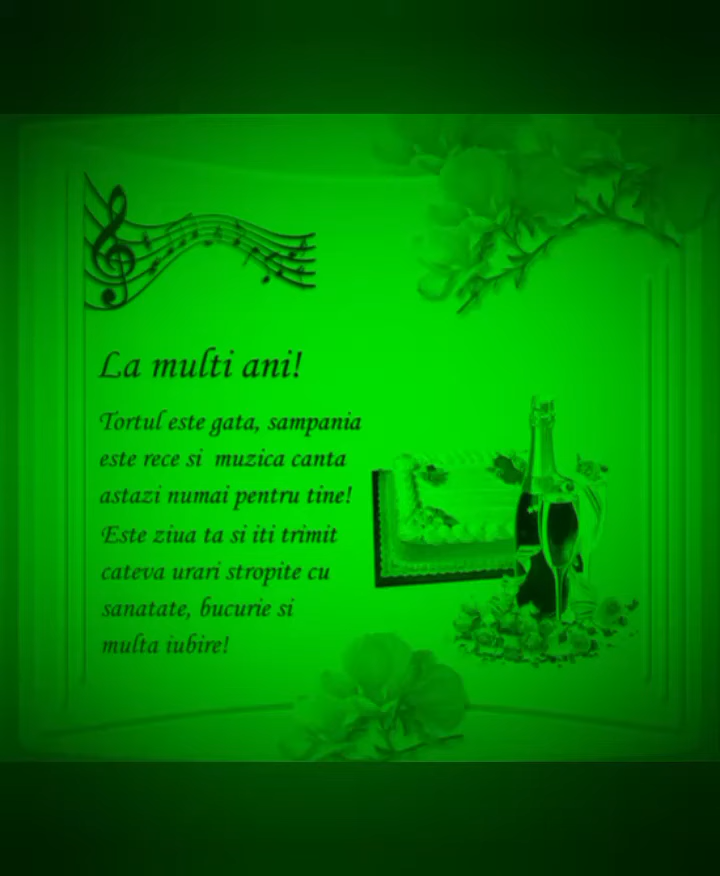 La multi ani!
Tortul este gata, sampania
este rece si muzica canta
astazi numai pentru tine!
Este ziua ta si iti trimit
cateva urari stropite cu
sanatate, bucurie si
multa iubire!